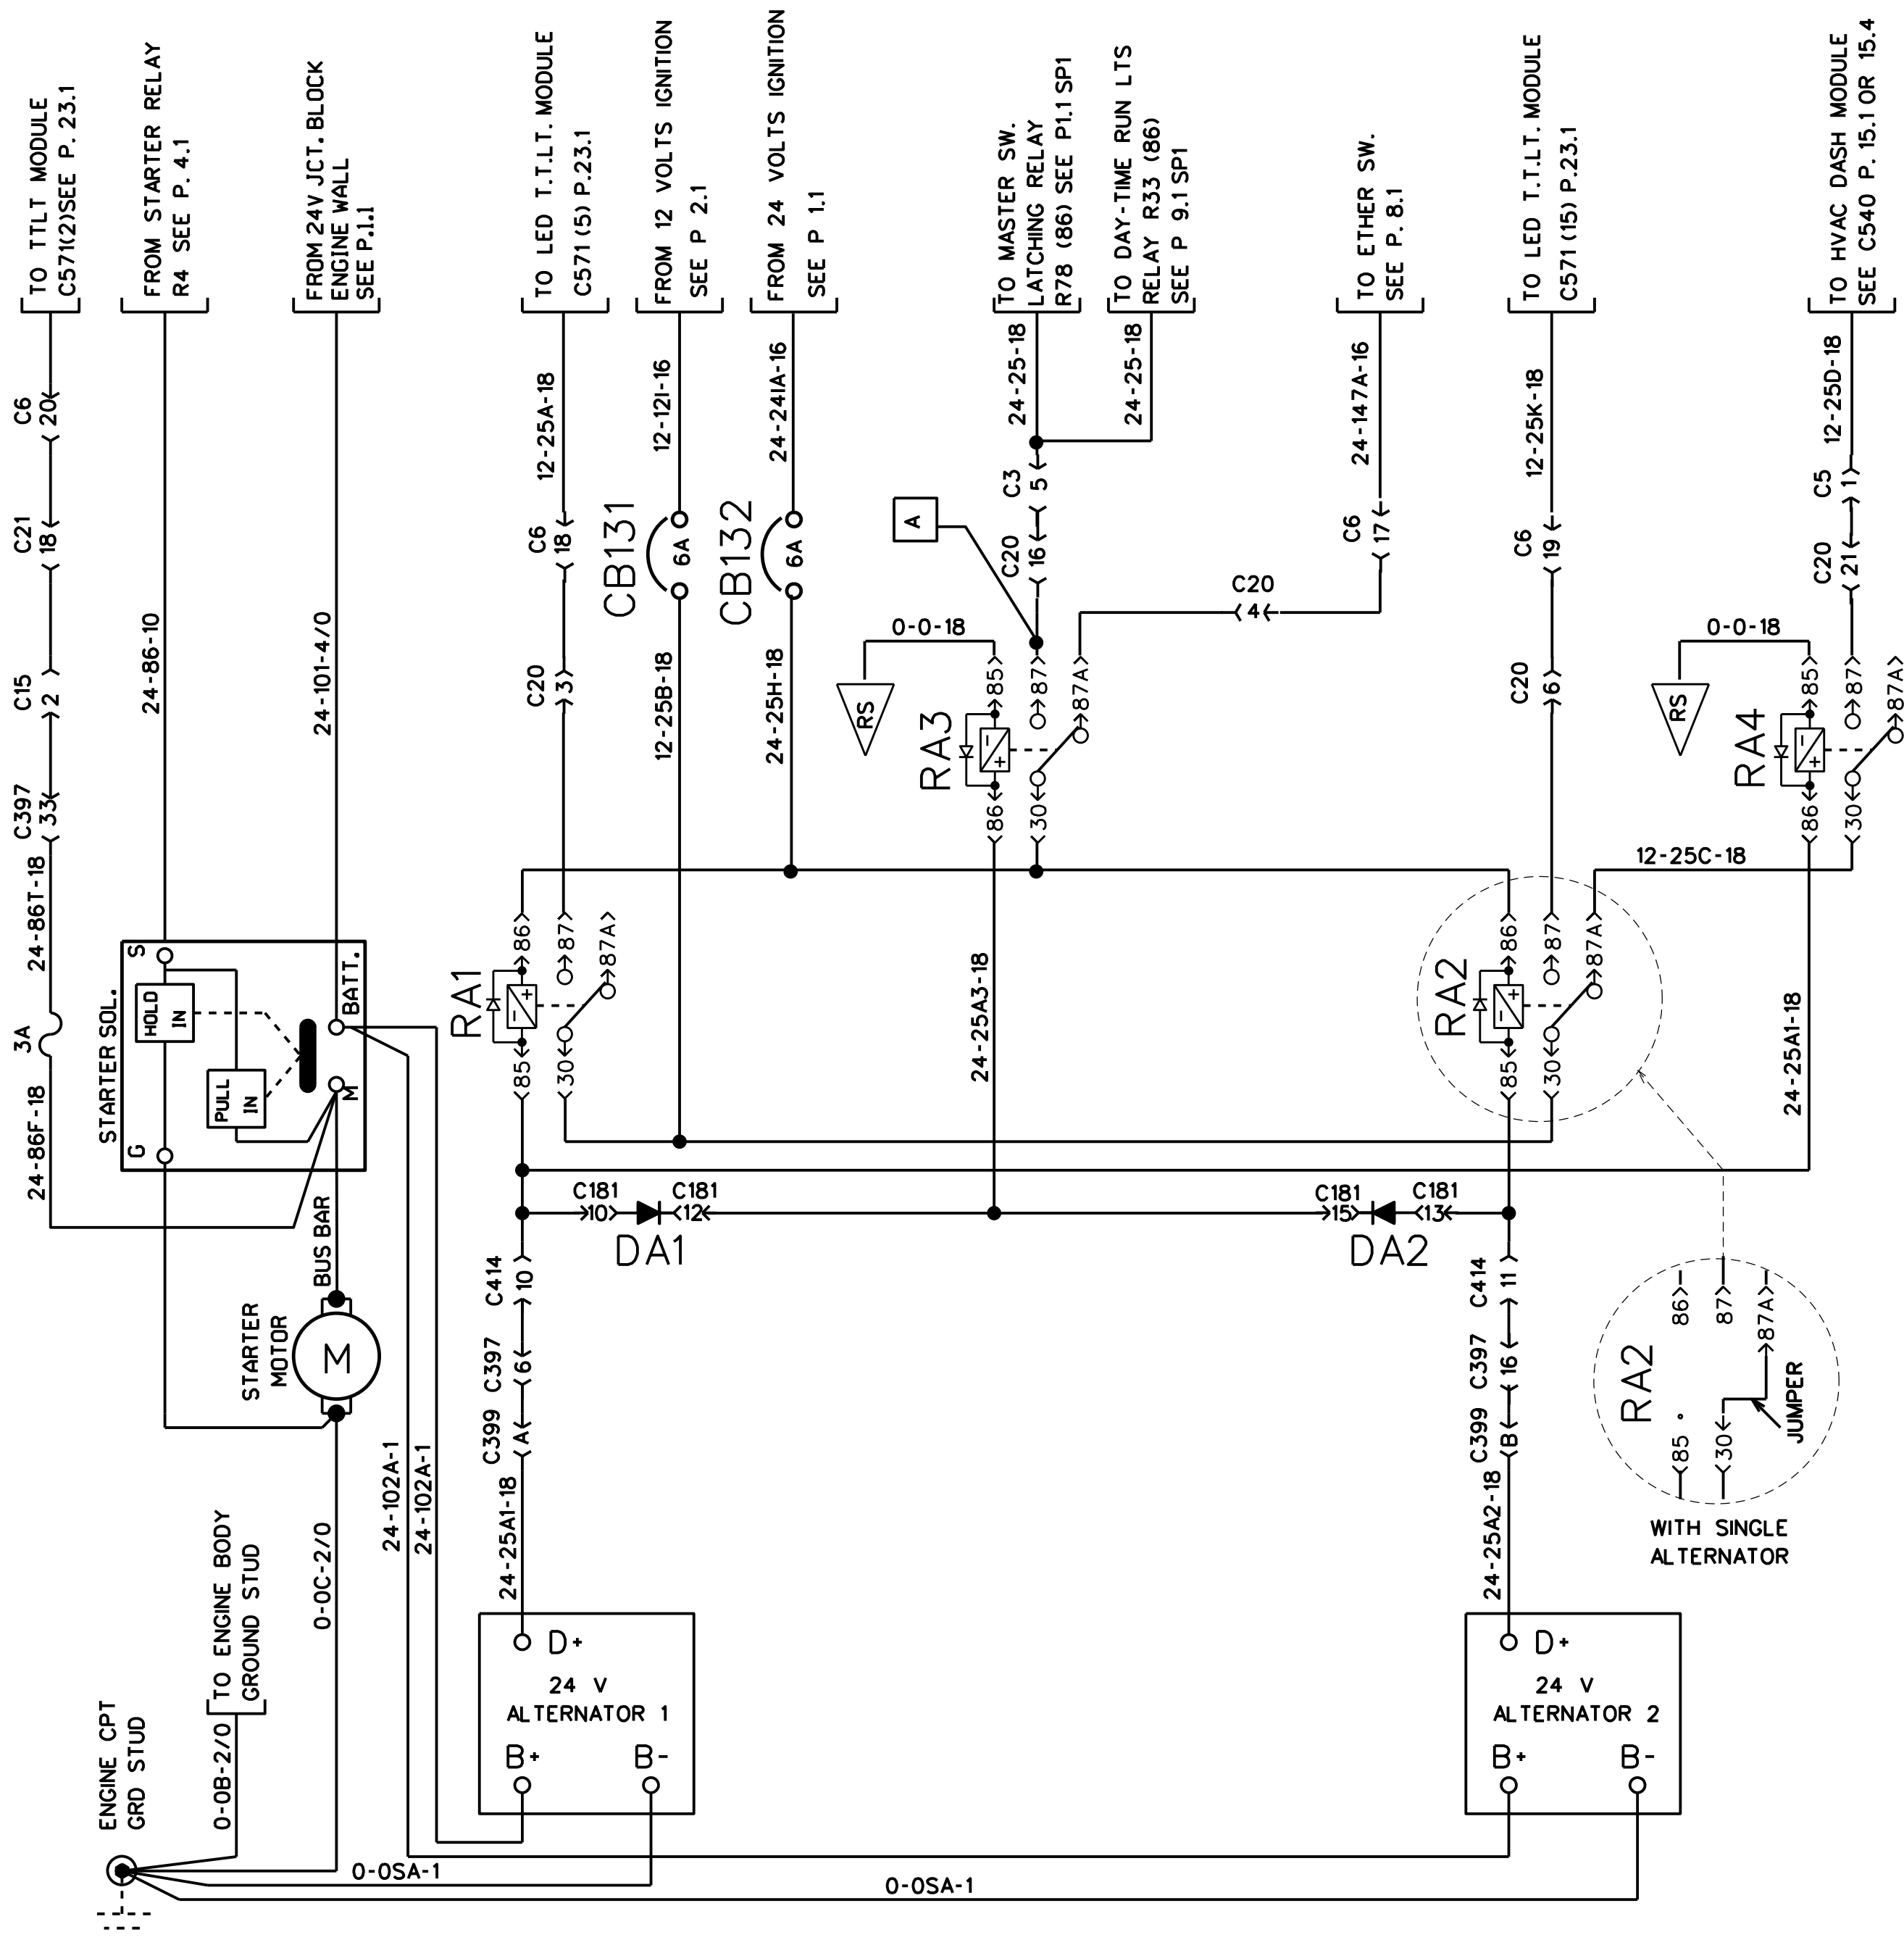 TO TTLT MODULE
C571(2)SEE P. 23.1
FROM STARTER RELAY
R4 SEE P. 4.1
FROM 24V JCT. BLOCK
ENGINE WALL
SEE P.1.1
TO LED T.T.LT. MODULE
C571 (5) P.23.1
FROM 12 VOLTS IGNITION
SEE P 2.1
FROM 24 VOLTS IGNITION
SEE P 1.1
TO MASTER SW.
LATCHING RELAY
R78 (86) SEE P1.1 SP1
TO DAY-TIME RUN LTS
RELAY R33 (86)
SEE P 9.1 SP1
TO ETHER SW.
SEE P. 8.1
TO LED T.T.LT. MODULE
C571 (15) P.23.1
TO HVAC DASH MODULE
SEE C540 P. 15.1 OR 15.4
C6
20
C21
18
C15
2
C397
33
24-86T-18
3A
24-86F-18
24-86-10
24-101-4/0
12-25A-18
C6
18
C20
3
12-12I-16
CB131
6A
12-25B-18
24-24IA-16
CB132
6A
24-25H-18
24-25-18
24-25-18
C3
5
C20
16
A
24-147A-16
C6
17
C20
4
12-25K-18
C6
19
C20
6
12-25D-18
C5
1
C20
21
0-0-18
RS
RA3
85
87
87A
86
30
0-0-18
RS
RA4
85
87
87A
86
30
12-25C-18
STARTER SOL.
S
HOLD
IN
PULL
IN
BATT.
M
G
RA1
86
87
87A
85
30
24-25A3-18
RA2
86
87
87A
85
30
24-25A1-18
C181
10
C181
12
DA1
C181
15
C181
13
DA2
BUS BAR
STARTER
MOTOR
M
C414
10
C397
6
C399
A
24-25A1-18
C414
11
C397
16
C399
B
24-25A2-18
RA2
86
87
87A
85
30
JUMPER
WITH SINGLE
ALTERNATOR
24-102A-1
24-102A-1
0-0C-2/0
TO ENGINE BODY
GROUND STUD
0-0B-2/0
ENGINE CPT
GRD STUD
D+
24 V
ALTERNATOR 1
B+
B-
D+
24 V
ALTERNATOR 2
B+
B-
0-0SA-1
0-0SA-1